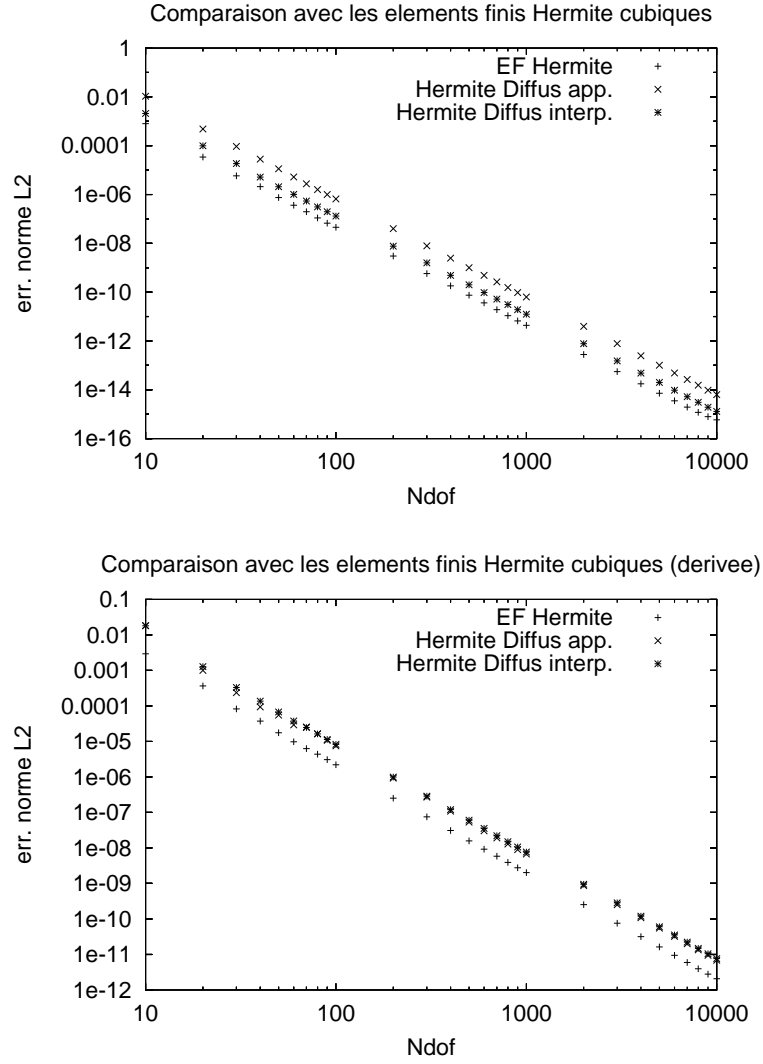 Comparaison avec les elements finis Hermite cubiques
1
0.01
0.0001
1e-06
1e-08
1e-10
1e-12
1e-14
1e-16
err. norme L2
EF Hermite
Hermite Diffus app.
Hermite Diffus interp.
10
100
1000
10000
Ndof
Comparaison avec les elements finis Hermite cubiques (derivee)
0.1
0.01
0.001
0.0001
1e-05
1e-06
1e-07
1e-08
1e-09
1e-10
1e-11
1e-12
err. norme L2
EF Hermite
Hermite Diffus app.
Hermite Diffus interp.
10
100
1000
10000
Ndof